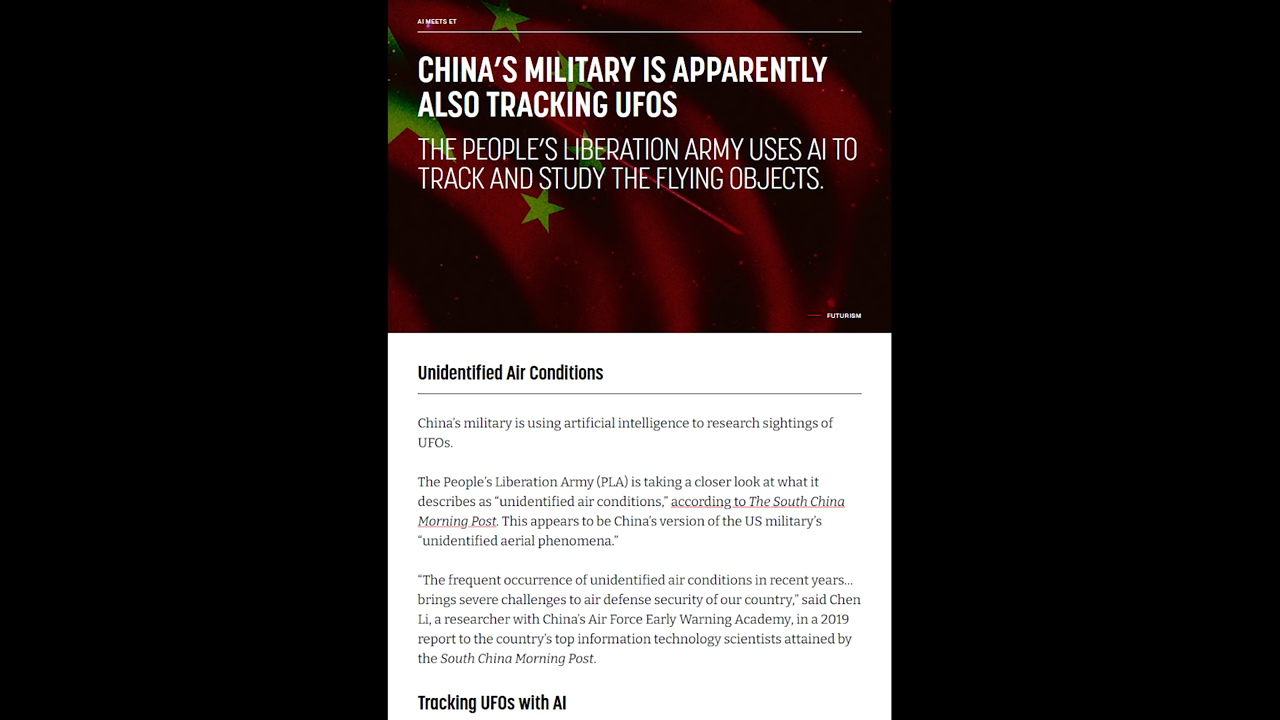 AI MEETS ET
CHINA'S MILITARY IS APPARENTLY
ALSO TRACKING UFOS
THE PEOPLE'S LIBERATION ARMY USES AI TO
TRACK AND STUDY THE FLYING OBJECTS.
FUTURISM
Unidentified Air Conditions
China's military is using artificial intelligence to research sightings of
UFOs.
The People's Liberation Army (PLA) is taking a closer look at what it
describes as “unidentified air conditions,” according to The South China
Morning Post. This appears to be China's version of the US military's
“unidentified aerial phenomena.”
“The frequent occurrence of unidentified air conditions in recent years...
brings severe challenges to air defense security of our country,” said Chen
Li, a researcher with China's Air Force Early Warning Academy, in a 2019
report to the country's top information technology scientists attained by
the South China Morning Post.
Tracking UFOs with AI